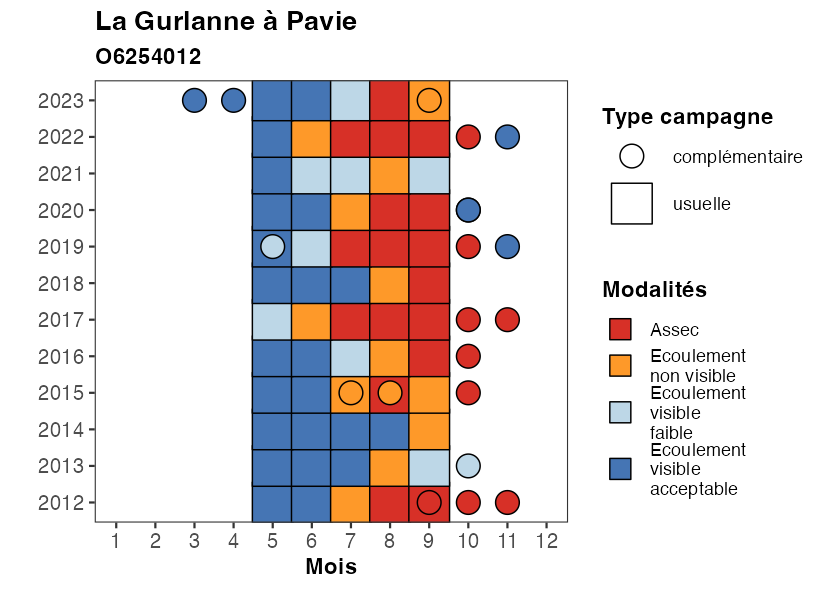 La Gurlanne à Pavie
O6254012
2023
2022
2021
2020
2019
2018
2017
2016
2015
2014
2013
2012
1 2 3 4 5 6 7 8 9 10 11 12
Mois
Type campagne
complémentaire
usuelle
Modalités
Assec
Ecoulement
non visible
Ecoulement
visible
faible
Ecoulement
visible
acceptable